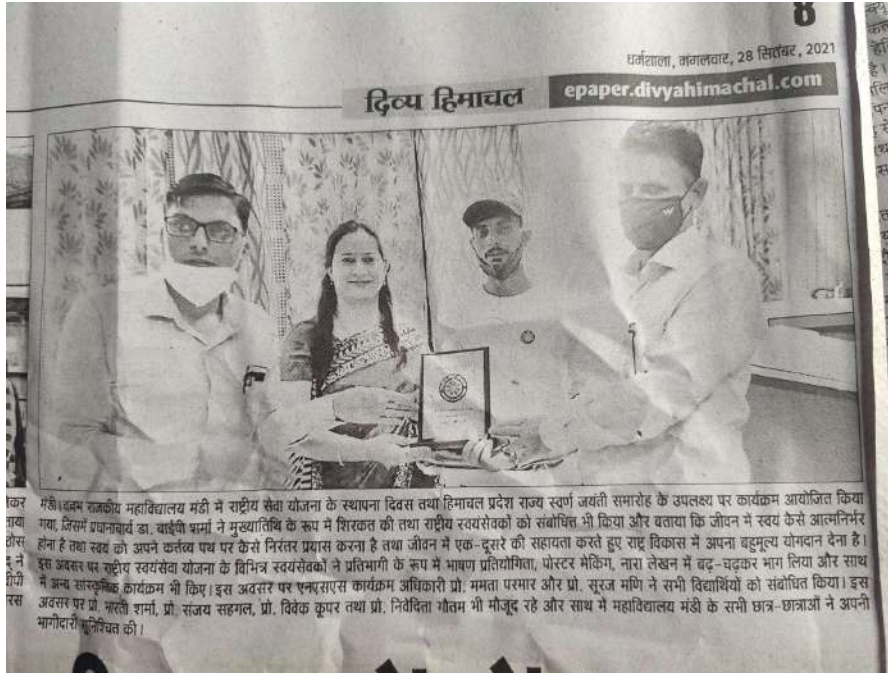 8
धर्मशाला, मंगलवार, 28 सितंबर, 2021
दिव्य हिमाचल
epaper.divyahimachal.com
मंडी। वल्लभ राजकीय महाविद्यालय मंडी में राष्ट्रीय सेवा योजना के स्थापना दिवस तथा हिमाचल प्रदेश राज्य स्वर्ण जयंती समारोह के उपलक्ष्य पर कार्यक्रम आयोजित किया
गया, जिसमें प्रधानाचार्य डा. वाईपी शर्मा ने मुख्यातिथि के रूप में शिरकत की तथा राष्ट्रीय स्वयंसेवकों को संबोधित भी किया और बताया कि जीवन में स्वयं कैसे आत्मनिर्भर
होना है तथा स्वयं को अपने कर्तव्य पथ पर कैसे निरंतर प्रयास करना है तथा जीवन में एक-दूसरे की सहायता करते हुए राष्ट्र विकास में अपना बहुमूल्य योगदान देना है।
इस अवसर पर राष्ट्रीय स्वयंसेवा योजना के विभिन्न स्वयंसेवकों ने प्रतिभागी के रूप में भाषण प्रतियोगिता, पोस्टर मेकिंग, नारा लेखन में बढ़-चढ़कर भाग लिया और साथ
में अन्य सांस्कृतिक कार्यक्रम भी किए। इस अवसर पर एनएसएस कार्यक्रम अधिकारी प्रो. ममता परमार और प्रो. सूरज मणि ने सभी विद्यार्थियों को संबोधित किया। इस
अवसर पर प्रो. भारती शर्मा, प्रो. संजय सहगल, प्रो. विवेक कूपर तथा प्रो. निवेदिता गौतम भी मौजूद रहे और साथ में महाविद्यालय मंडी के सभी छात्र-छात्राओं ने अपनी
भागीदारी सुनिश्चित की।